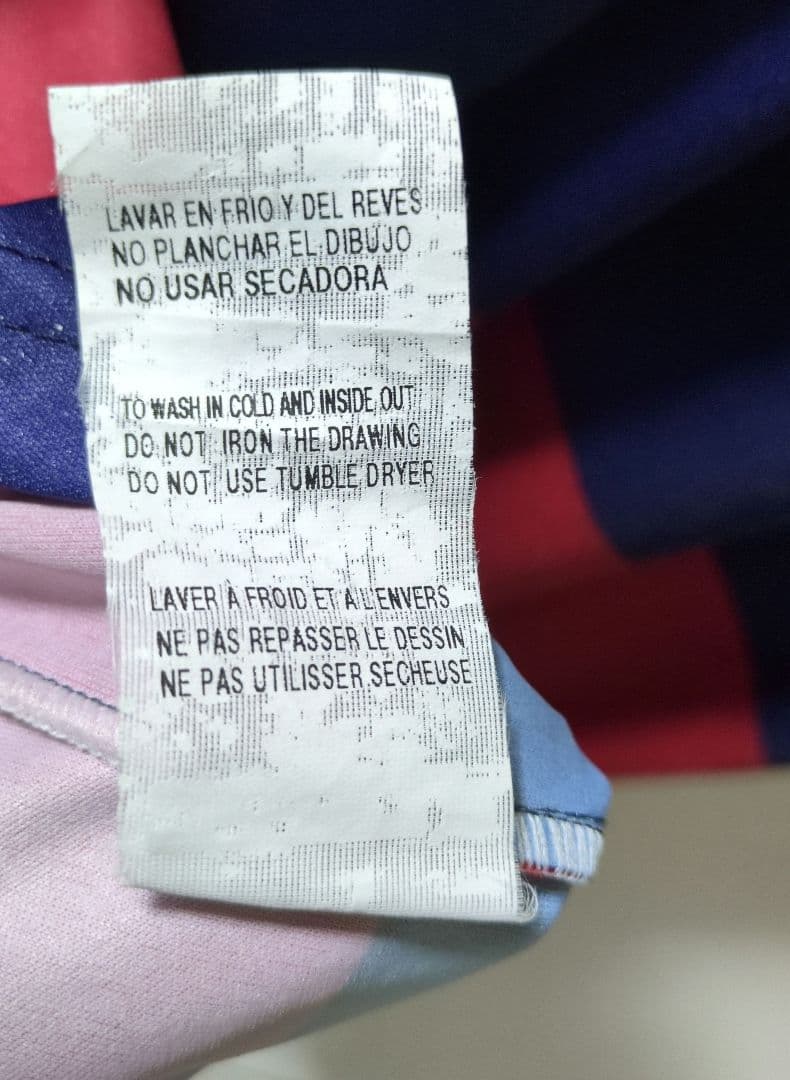 LAVAR EN FRIO Y DEL REVES
NO PLANCHAR EL DIBUJO
NO USAR SECADORA
TO WASH IN COLD AND INSIDE OUT
DO NOT IRON THE DRAWING
DO NOT USE TUMBLE DRYER
LAVER À FROID ET A L'ENVERS
NE PAS REPASSER LE DESSIN
NE PAS UTILISSER SECHEUSE